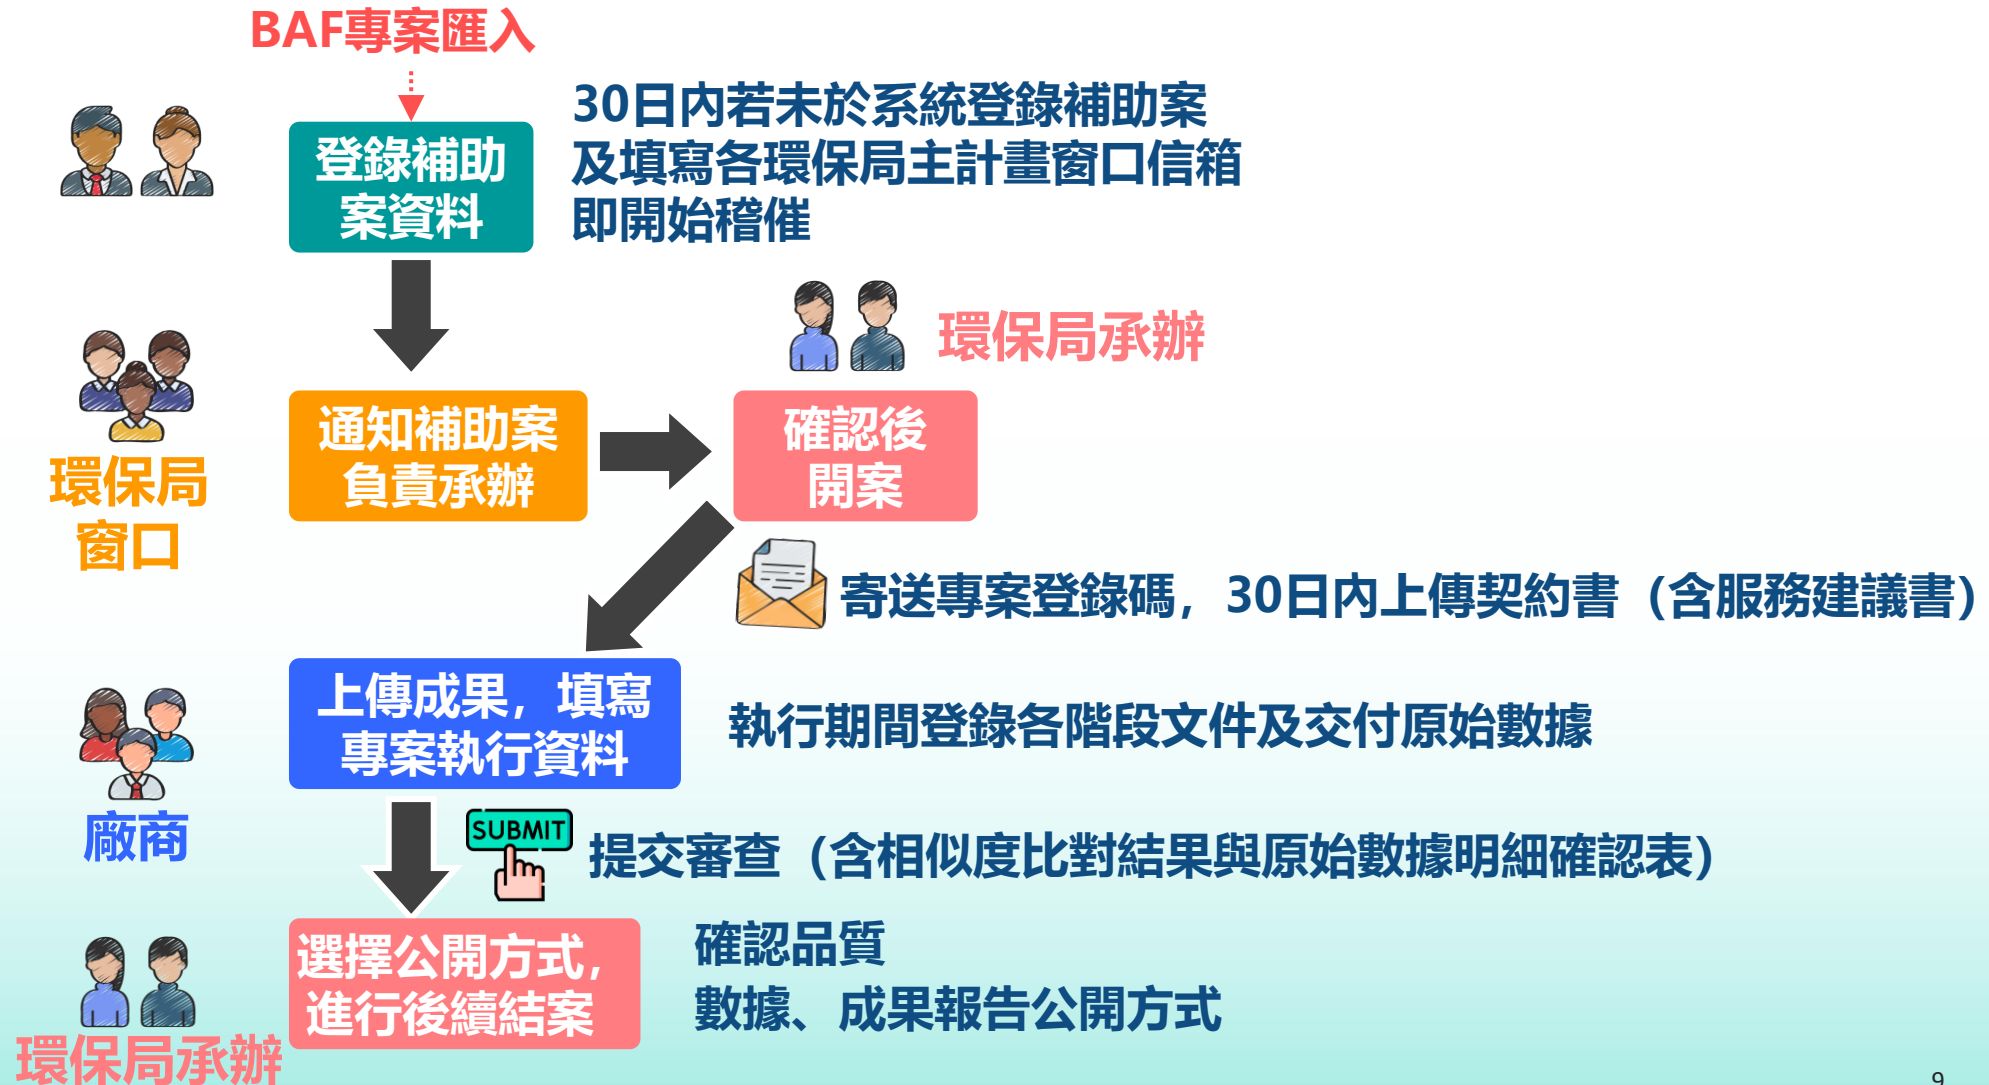 BAF專案匯入
30日內若未於系統登錄補助案
及填寫各環保局主計畫窗口信箱
即開始稽催
登錄補助
案資料
環保局承辦
通知補助案
負責承辦
確認後
開案
環保局
窗口
寄送專案登錄碼，30日內上傳契約書（含服務建議書）
上傳成果，填寫
專案執行資料
執行期間登錄各階段文件及交付原始數據
廠商
SUBMIT
提交審查（含相似度比對結果與原始數據明細確認表）
選擇公開方式，
進行後續結案
確認品質
數據、成果報告公開方式
環保局承辦
9